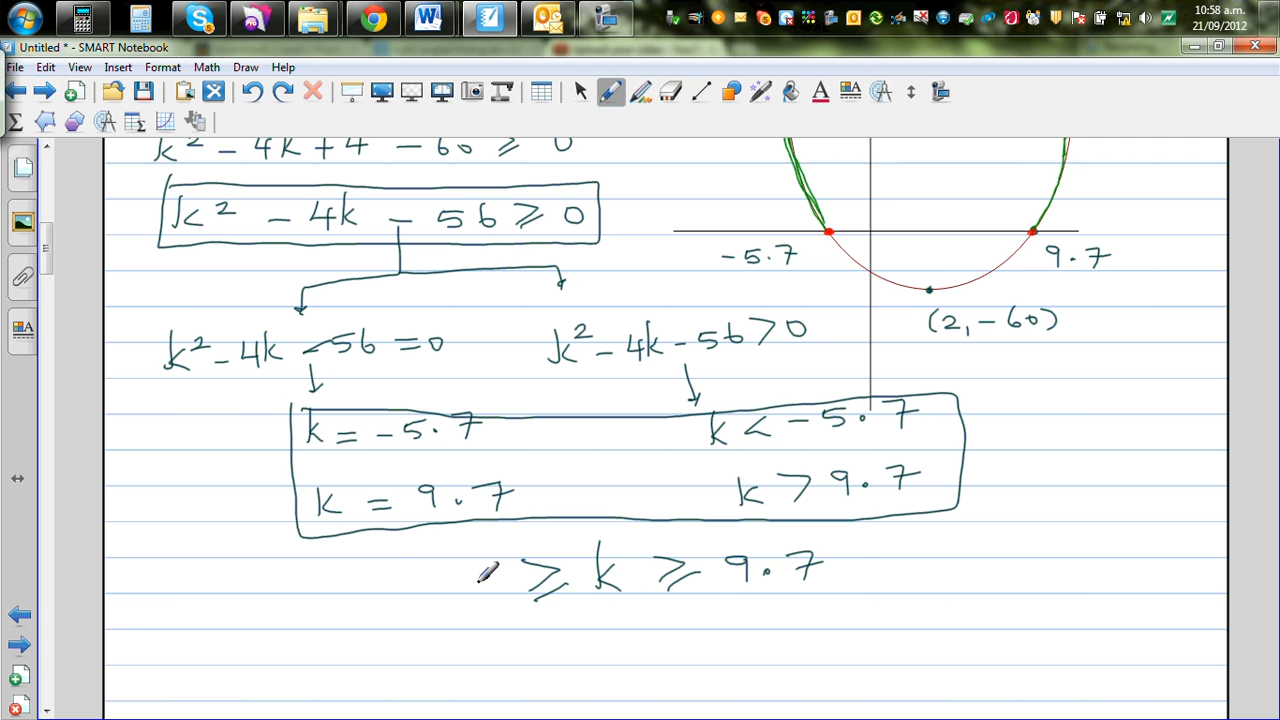 10:58 a.m.
21/09/2012
Untitled * - SMART Notebook
File Edit View Insert Format Math Draw Help
k² - 4k + 4 - 60 ≥ 0
k² - 4k - 56 ≥ 0
-5.7
9.7
(2, -60)
k² - 4k - 56 = 0
k² - 4k - 56 > 0
k = -5.7
k < -5.7
k = 9.7
k > 9.7
≥ k ≥ 9.7